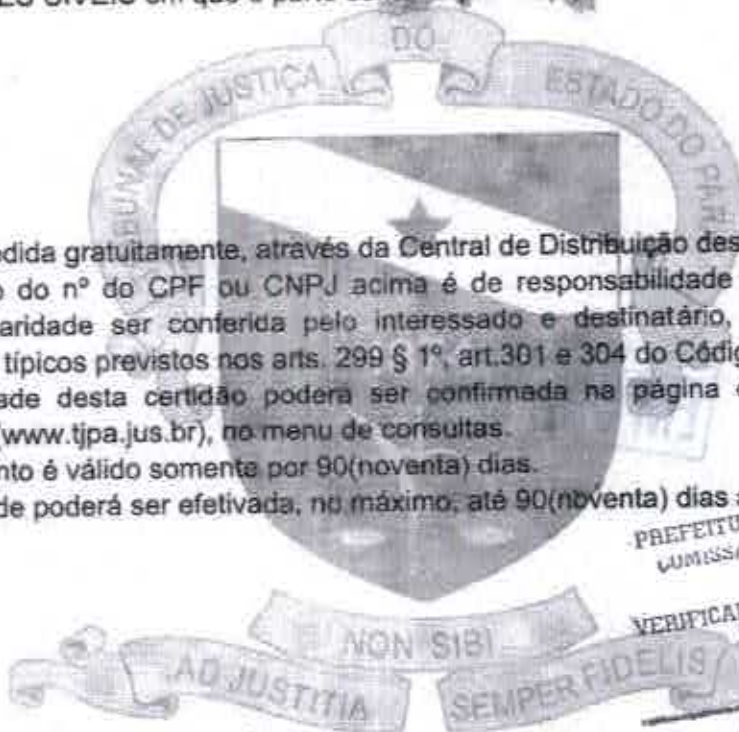 em que
DO
TRIBUNAL DE JUSTIÇA
ESTADO DO
edida gratuitamente, através da Central de Distribuição des
o do nº do CPF ou CNPJ acima é de responsabilidade
aridade ser conferida pelo interessado e destinatário,
típicos previstos nos arts. 299 § 1º, art.301 e 304 do Códig
ade desta certidão poderá ser confirmada na página
(www.tjpa.jus.br), no menu de consultas.
nto é válido somente por 90(noventa) dias.
de poderá ser efetivada, no máximo, até 90(noventa) dias a
PREFEITU
COMISSA
VERIFICA
NON SIBI
AD JUSTITIA
SEMPER FIDELIS